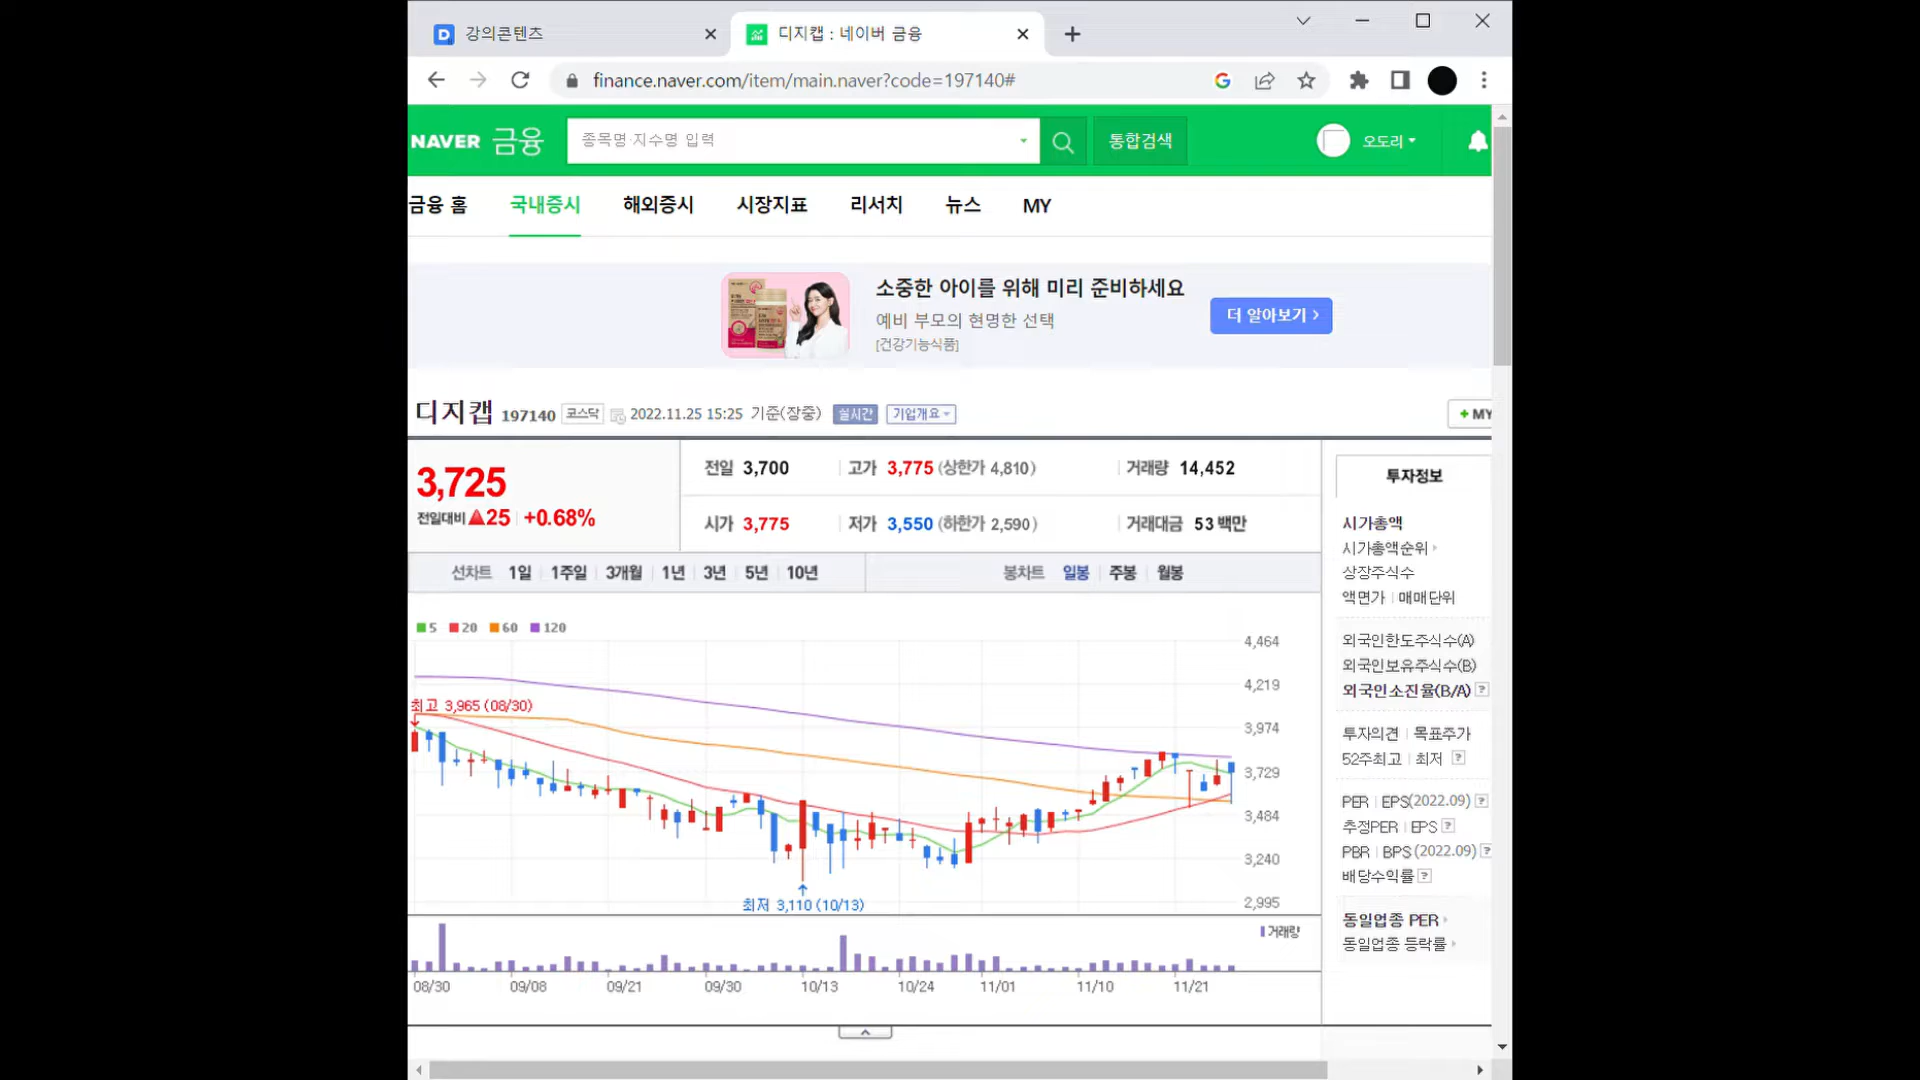 강의콘텐츠
디지캡 : 네이버 금융
finance.naver.com/item/main.naver?code=197140#
NAVER 금융
종목명·지수명 입력
통합검색
오도리
금융 홈 국내증시 해외증시 시장지표 리서치 뉴스 MY
소중한 아이를 위해 미리 준비하세요
예비 부모의 현명한 선택
[건강기능식품]
더 알아보기 >
디지캡 197140 코스닥 2022.11.25 15:25 기준(장중) 실시간 기업개요
+ MY
3,725
전일대비 ▲25 +0.68%
전일 3,700 고가 3,775 (상한가 4,810) 거래량 14,452
시가 3,775 저가 3,550 (하한가 2,590) 거래대금 53 백만
선차트 1일 1주일 3개월 1년 3년 5년 10년
봉차트 일봉 주봉 월봉
5 20 60 120
최고 3,965 (08/30)
최저 3,110 (10/13)
4,464
4,219
3,974
3,729
3,484
3,240
2,995
거래량
08/30 09/08 09/21 09/30 10/13 10/24 11/01 11/10 11/21
투자정보
시가총액
시가총액순위
상장주식수
액면가 | 매매단위
외국인한도주식수(A)
외국인보유주식수(B)
외국인소진율(B/A) ?
투자의견 | 목표주가
52주최고 | 최저 ?
PER | EPS(2022.09) ?
추정PER | EPS ?
PBR | BPS (2022.09) ?
배당수익률 ?
동일업종 PER
동일업종 등락률